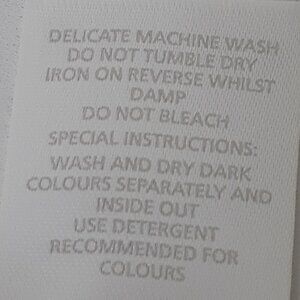 DELICATE MACHINE WASH
DO NOT TUMBLE DRY
IRON ON REVERSE WHILST
DAMP
DO NOT BLEACH
SPECIAL INSTRUCTIONS:
WASH AND DRY DARK
COLOURS SEPARATELY AND
INSIDE OUT
USE DETERGENT
RECOMMENDED FOR
COLOURS